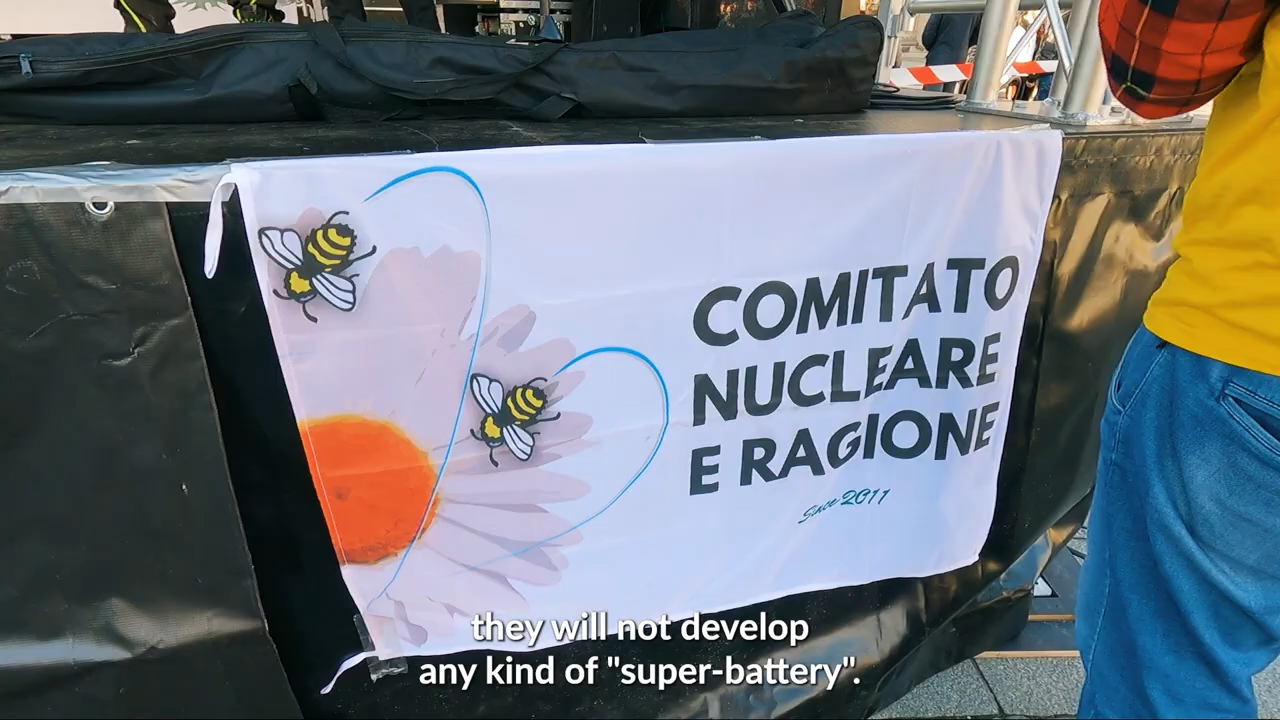 COMITATO
NUCLEARE
E RAGIONE
Since 2011
they will not develop
any kind of "super-battery".